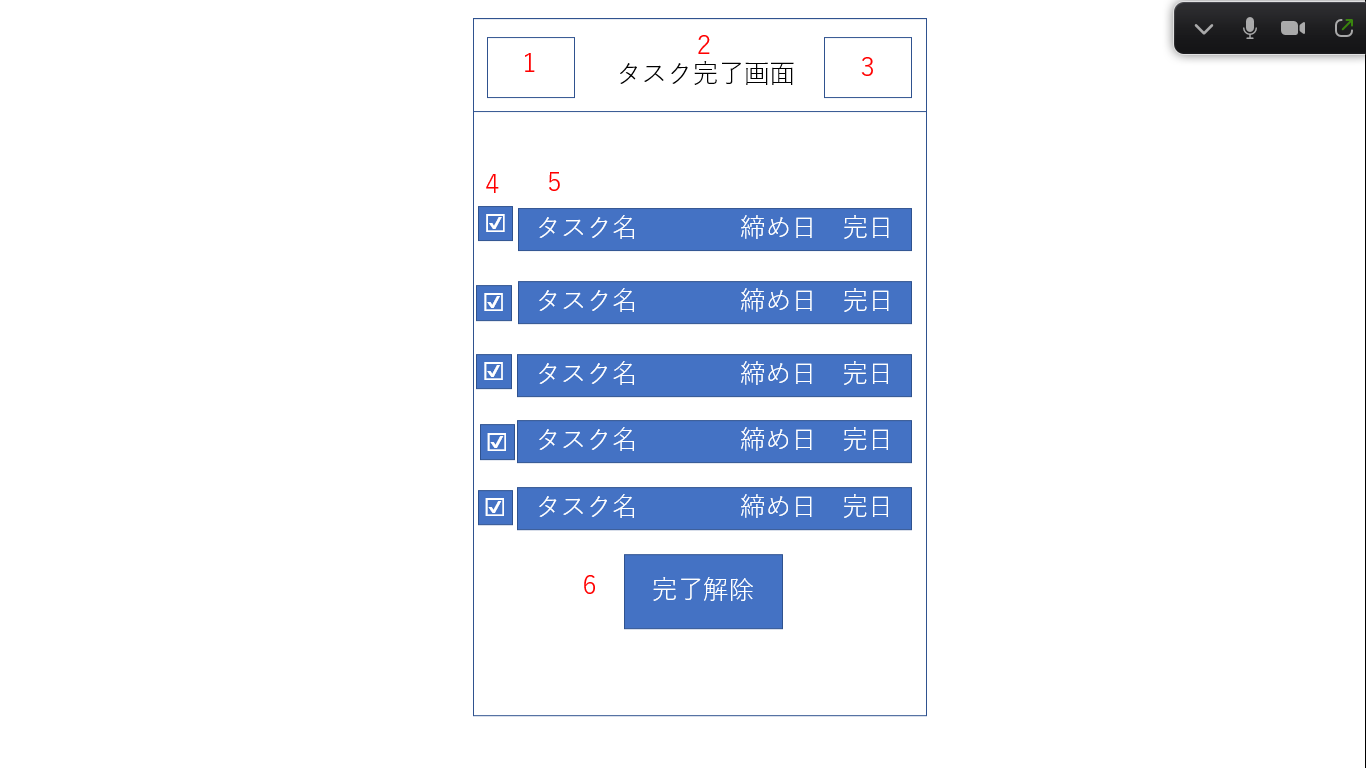 1
2
タスク完了画面
3
4
5
タスク名 締め日 完日
タスク名 締め日 完日
タスク名 締め日 完日
タスク名 締め日 完日
タスク名 締め日 完日
6
完了解除